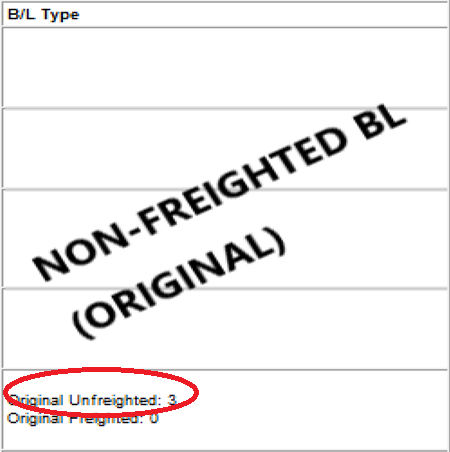 B/L Type
NON-FREIGHTED BL
(ORIGINAL)
Original Unfreighted: 3
Original Freighted: 0